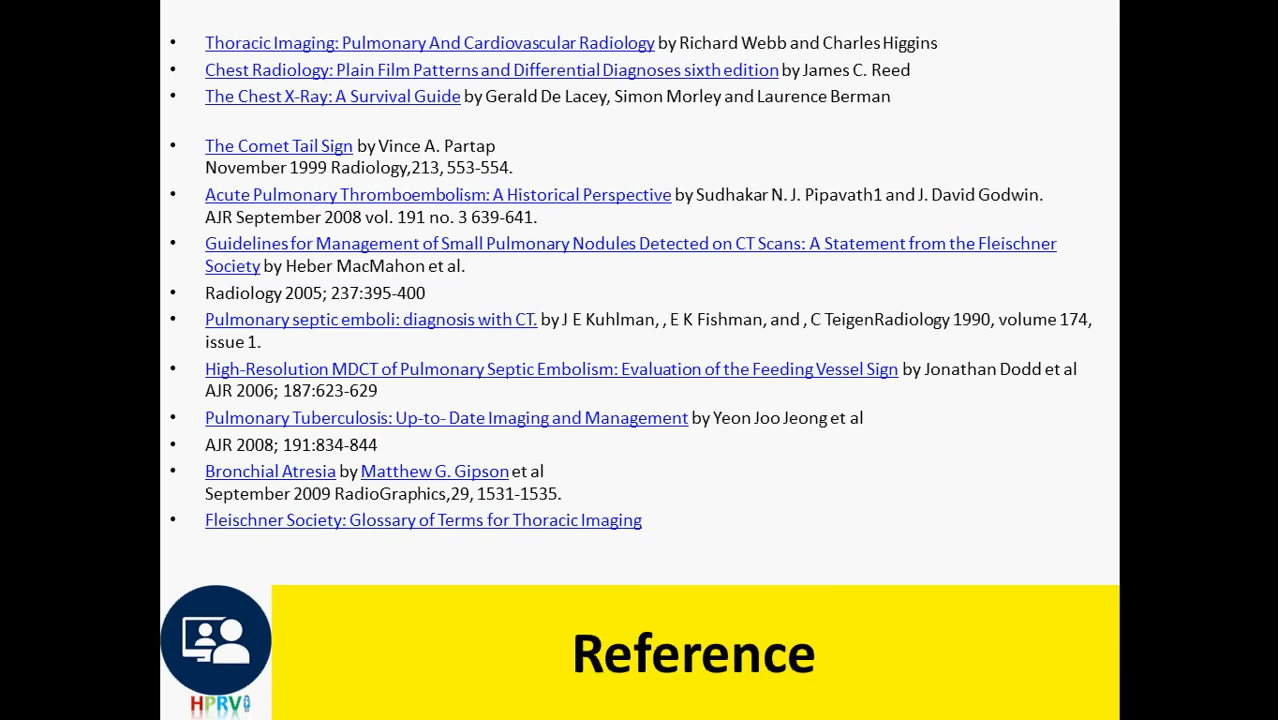 • Thoracic Imaging: Pulmonary And Cardiovascular Radiology by Richard Webb and Charles Higgins
• Chest Radiology: Plain Film Patterns and Differential Diagnoses sixth edition by James C. Reed
• The Chest X-Ray: A Survival Guide by Gerald De Lacey, Simon Morley and Laurence Berman
• The Comet Tail Sign by Vince A. Partap
November 1999 Radiology,213, 553-554.
• Acute Pulmonary Thromboembolism: A Historical Perspective by Sudhakar N. J. Pipavath1 and J. David Godwin.
AJR September 2008 vol. 191 no. 3 639-641.
• Guidelines for Management of Small Pulmonary Nodules Detected on CT Scans: A Statement from the Fleischner
Society by Heber MacMahon et al.
• Radiology 2005; 237:395-400
• Pulmonary septic emboli: diagnosis with CT. by J E Kuhlman, , E K Fishman, and , C TeigenRadiology 1990, volume 174,
issue 1.
• High-Resolution MDCT of Pulmonary Septic Embolism: Evaluation of the Feeding Vessel Sign by Jonathan Dodd et al
AJR 2006; 187:623-629
• Pulmonary Tuberculosis: Up-to- Date Imaging and Management by Yeon Joo Jeong et al
• AJR 2008; 191:834-844
• Bronchial Atresia by Matthew G. Gipson et al
September 2009 RadioGraphics,29, 1531-1535.
• Fleischner Society: Glossary of Terms for Thoracic Imaging
Reference
HPRV